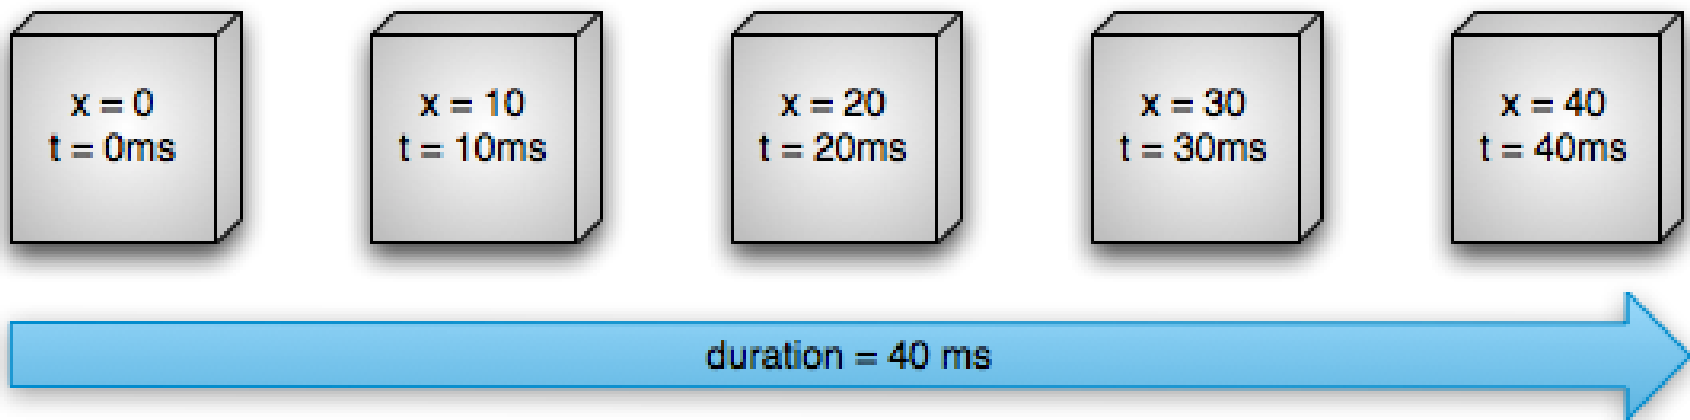 x = 0
t = 0ms
x = 10
t = 10ms
x = 20
t = 20ms
x = 30
t = 30ms
x = 40
t = 40ms
duration = 40 ms